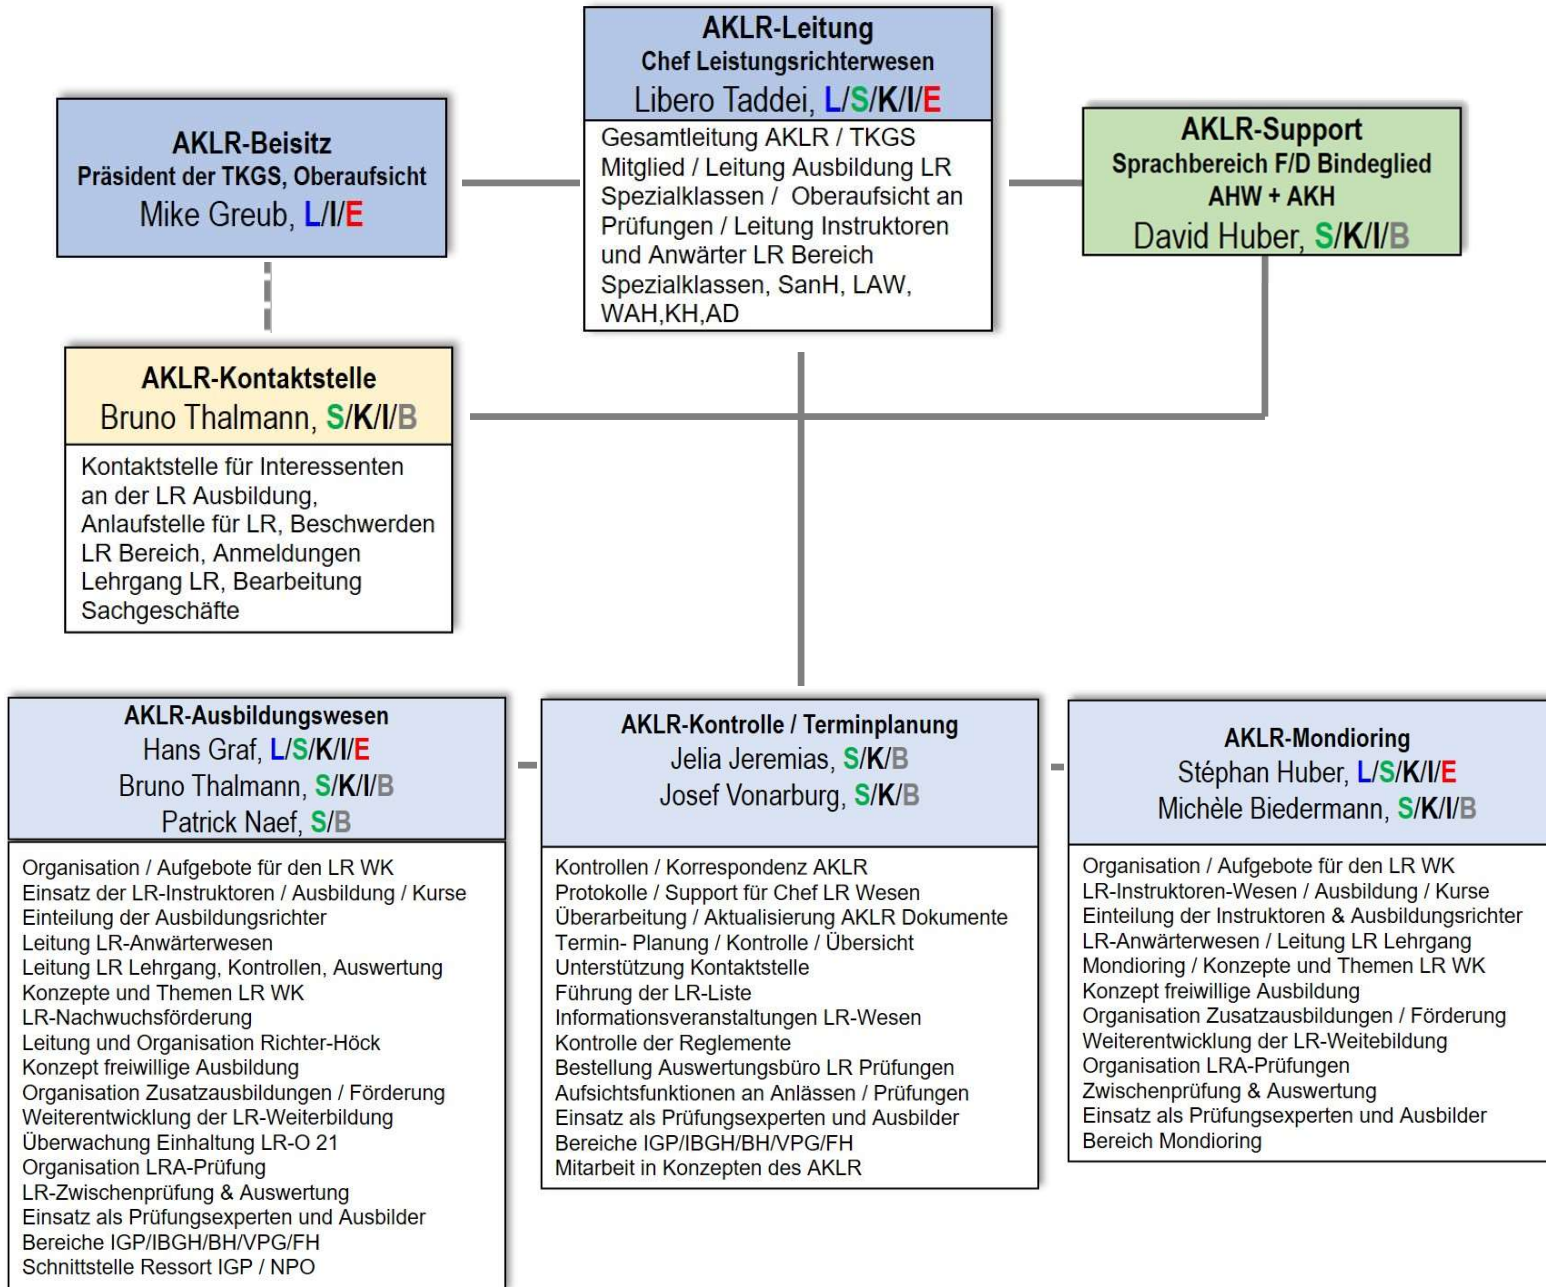 AKLR-Leitung
Chef Leistungsrichterwesen
Libero Taddei, L/S/K/I/E
Gesamtleitung AKLR / TKGS
Mitglied / Leitung Ausbildung LR
Spezialklassen / Oberaufsicht an
Prüfungen / Leitung Instruktoren
und Anwärter LR Bereich
Spezialklassen, SanH, LAW,
WAH,KH,AD
AKLR-Beisitz
Präsident der TKGS, Oberaufsicht
Mike Greub, L/I/E
AKLR-Support
Sprachbereich F/D Bindeglied
AHW + AKH
David Huber, S/K/I/B
AKLR-Kontaktstelle
Bruno Thalmann, S/K/I/B
Kontaktstelle für Interessenten
an der LR Ausbildung,
Anlaufstelle für LR, Beschwerden
LR Bereich, Anmeldungen
Lehrgang LR, Bearbeitung
Sachgeschäfte
AKLR-Ausbildungswesen
Hans Graf, L/S/K/I/E
Bruno Thalmann, S/K/I/B
Patrick Naef, S/B
Organisation / Aufgebote für den LR WK
Einsatz der LR-Instruktoren / Ausbildung / Kurse
Einteilung der Ausbildungsrichter
Leitung LR-Anwärterwesen
Leitung LR Lehrgang, Kontrollen, Auswertung
Konzepte und Themen LR WK
LR-Nachwuchsförderung
Leitung und Organisation Richter-Höck
Konzept freiwillige Ausbildung
Organisation Zusatzausbildungen / Förderung
Weiterentwicklung der LR-Weiterbildung
Überwachung Einhaltung LR-O 21
Organisation LRA-Prüfung
LR-Zwischenprüfung & Auswertung
Einsatz als Prüfungsexperten und Ausbilder
Bereiche IGP/IBGH/BH/VPG/FH
Schnittstelle Ressort IGP / NPO
AKLR-Kontrolle / Terminplanung
Jelia Jeremias, S/K/B
Josef Vonarburg, S/K/B
Kontrollen / Korrespondenz AKLR
Protokolle / Support für Chef LR Wesen
Überarbeitung / Aktualisierung AKLR Dokumente
Termin- Planung / Kontrolle / Übersicht
Unterstützung Kontaktstelle
Führung der LR-Liste
Informationsveranstaltungen LR-Wesen
Kontrolle der Reglemente
Bestellung Auswertungsbüro LR Prüfungen
Aufsichtsfunktionen an Anlässen / Prüfungen
Einsatz als Prüfungsexperten und Ausbilder
Bereiche IGP/IBGH/BH/VPG/FH
Mitarbeit in Konzepten des AKLR
AKLR-Mondioring
Stéphan Huber, L/S/K/I/E
Michèle Biedermann, S/K/I/B
Organisation / Aufgebote für den LR WK
LR-Instruktoren-Wesen / Ausbildung / Kurse
Einteilung der Instruktoren & Ausbildungsrichter
LR-Anwärterwesen / Leitung LR Lehrgang
Mondioring / Konzepte und Themen LR WK
Konzept freiwillige Ausbildung
Organisation Zusatzausbildungen / Förderung
Weiterentwicklung der LR-Weitebildung
Organisation LRA-Prüfungen
Zwischenprüfung & Auswertung
Einsatz als Prüfungsexperten und Ausbilder
Bereich Mondioring